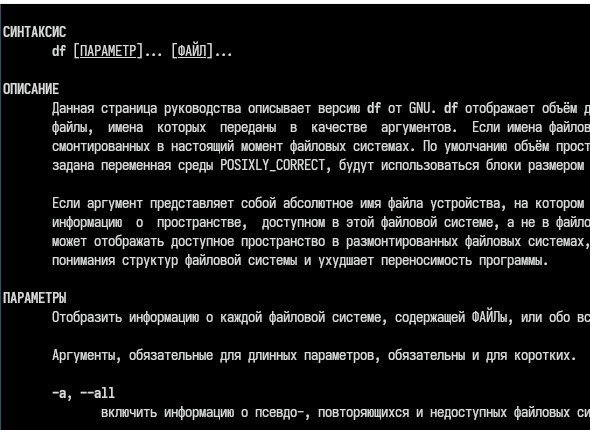 СИНТАКСИС
df [ПАРАМЕТР]... [ФАЙЛ]...
ОПИСАНИЕ
Данная страница руководства описывает версию df от GNU. df отображает объём
файлы, имена которых переданы в качестве аргументов. Если имена файлов
смонтированных в настоящий момент файловых системах. По умолчанию объём прост
задана переменная среды POSIXLY_CORRECT, будут использоваться блоки размером
Если аргумент представляет собой абсолютное имя файла устройства, на котором
информацию о пространстве, доступном в этой файловой системе, а не в файло
может отображать доступное пространство в размонтированных файловых системах,
понимания структур файловой системы и ухудшает переносимость программы.
ПАРАМЕТРЫ
Отобразить информацию о каждой файловой системе, содержащей ФАЙЛы, или обо вс
Аргументы, обязательные для длинных параметров, обязательны и для коротких.
-a, --all
включить информацию о псевдо-, повторяющихся и недоступных файловых си